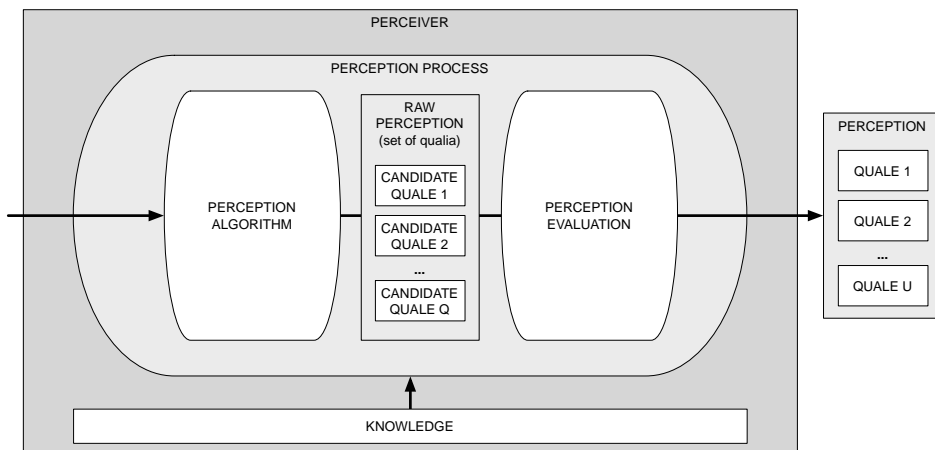 PERCEIVER
PERCEPTION PROCESS
PERCEPTION
ALGORITHM
RAW
PERCEPTION
(set of qualia)
CANDIDATE
QUALE 1
CANDIDATE
QUALE 2
...
CANDIDATE
QUALE Q
PERCEPTION
EVALUATION
PERCEPTION
QUALE 1
QUALE 2
...
QUALE U
KNOWLEDGE